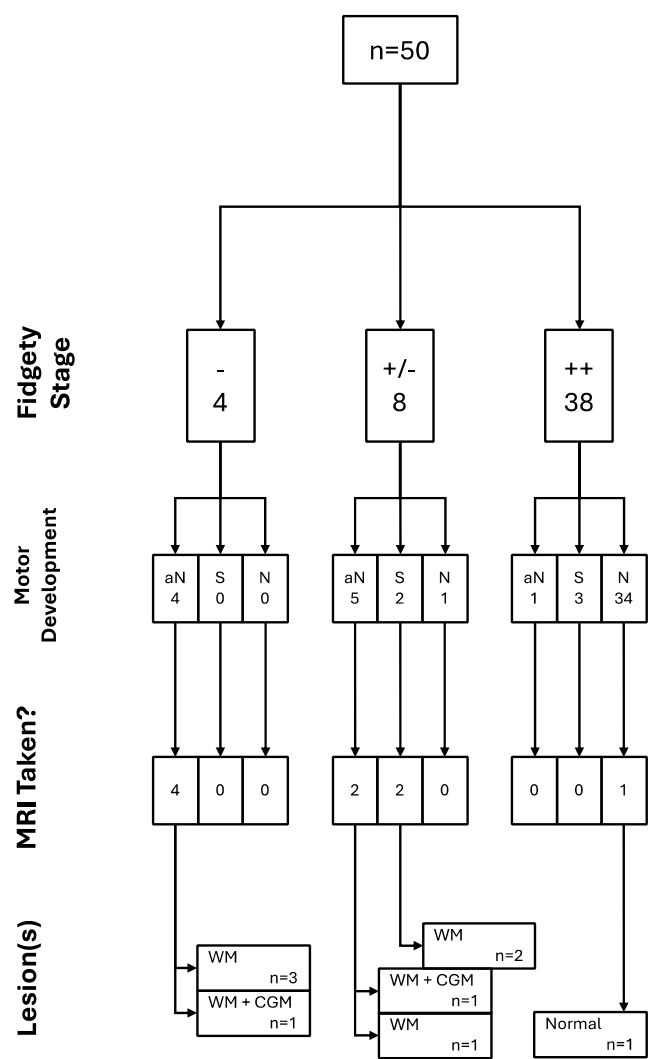 n=50
Fidgety
Stage
-
4
+/-
8
++
38
Motor
Development
aN
4
S
0
N
0
aN
5
S
2
N
1
aN
1
S
3
N
34
MRI Taken?
4
0
0
2
2
0
0
0
1
Lesion(s)
WM
n=3
WM + CGM
n=1
WM
n=2
WM + CGM
n=1
WM
n=1
Normal
n=1